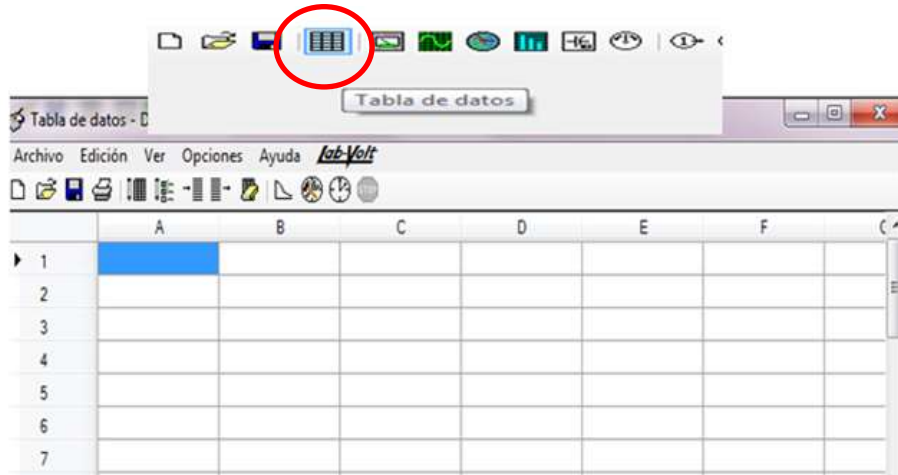 Tabla de datos
Tabla de datos - D
Archivo Edición Ver Opciones Ayuda Lab-Volt
A B C D E F
1
2
3
4
5
6
7